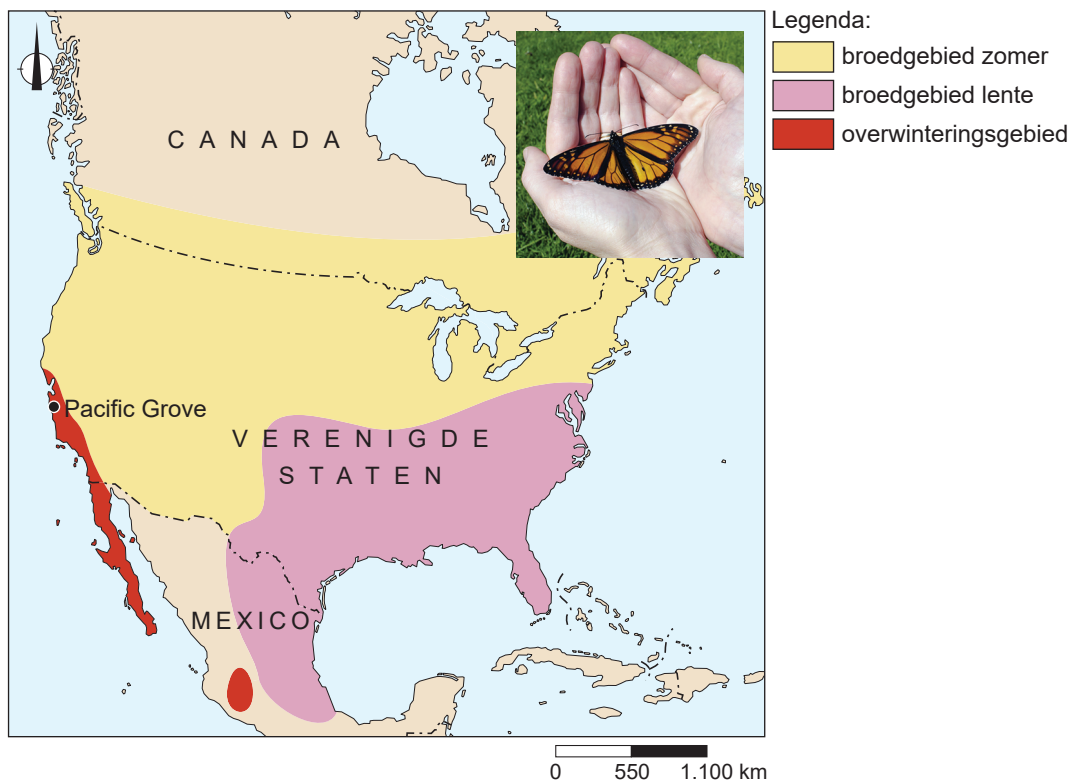 Legenda:
broedgebied zomer
broedgebied lente
overwinteringsgebied
CANADA
Pacific Grove
VERENIGDE
STATEN
MEXICO
0 550 1.100 km